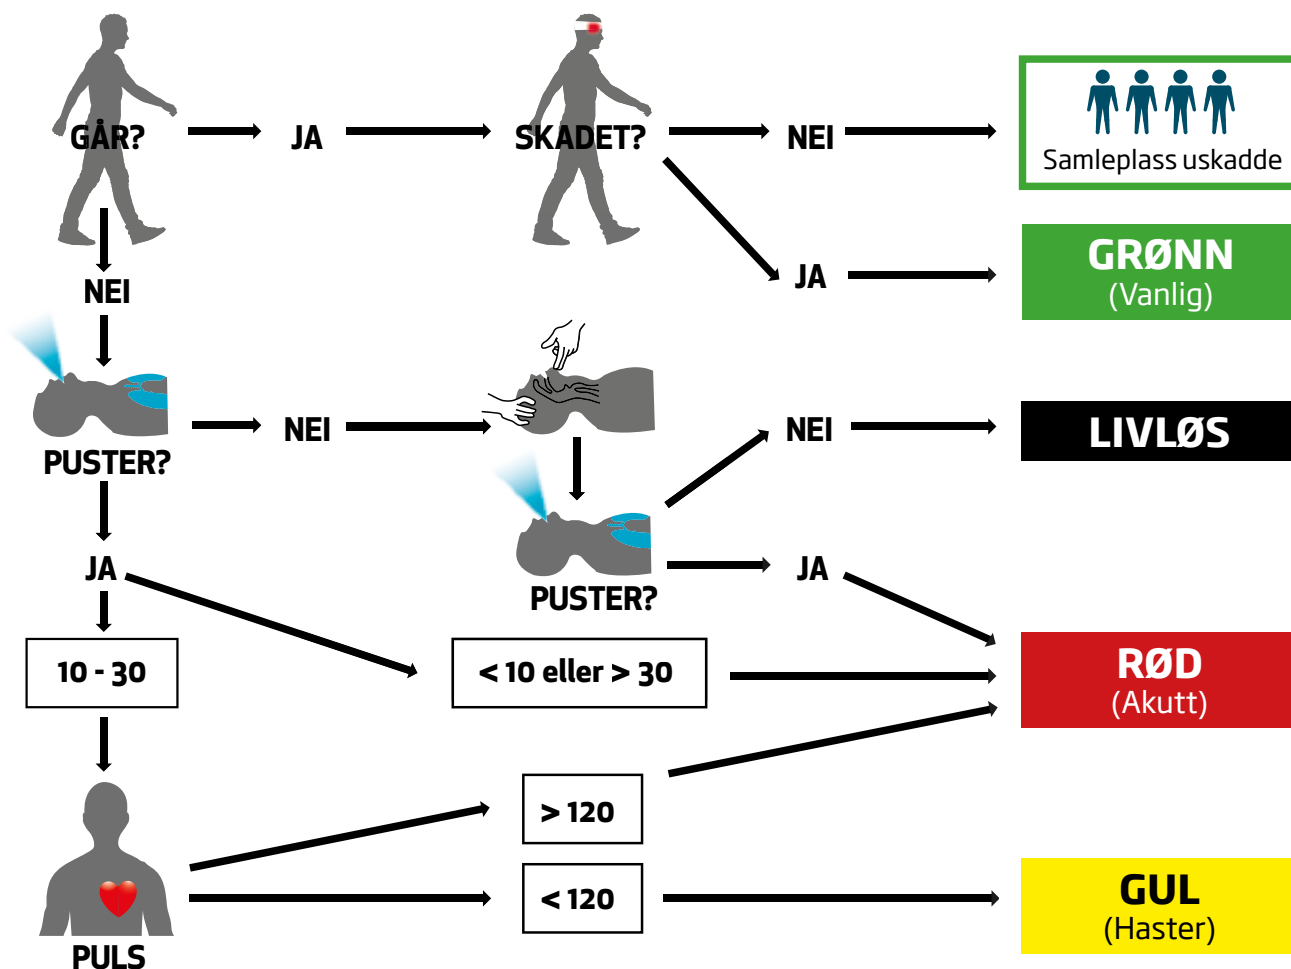 GÅR?
JA
SKADET?
NEI
Samleplass uskadde
JA
GRØNN
(Vanlig)
NEI
PUSTER?
NEI
NEI
LIVLØS
PUSTER?
JA
JA
10 - 30
< 10 eller > 30
RØD
(Akutt)
> 120
< 120
GUL
(Haster)
PULS